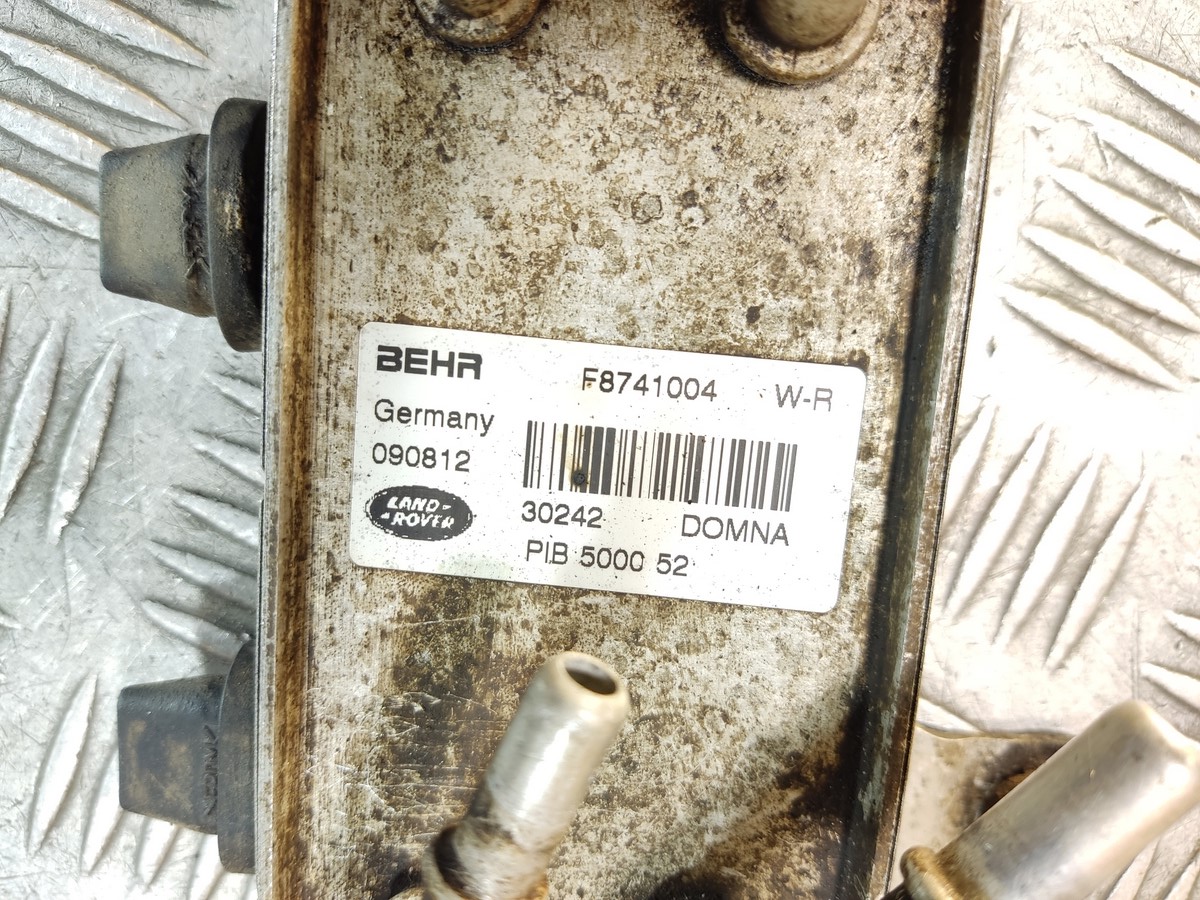 BEHR F8741004 W-R
Germany
090812
LAND-
-ROVER
30242 DOMNA
PIB 5000 52